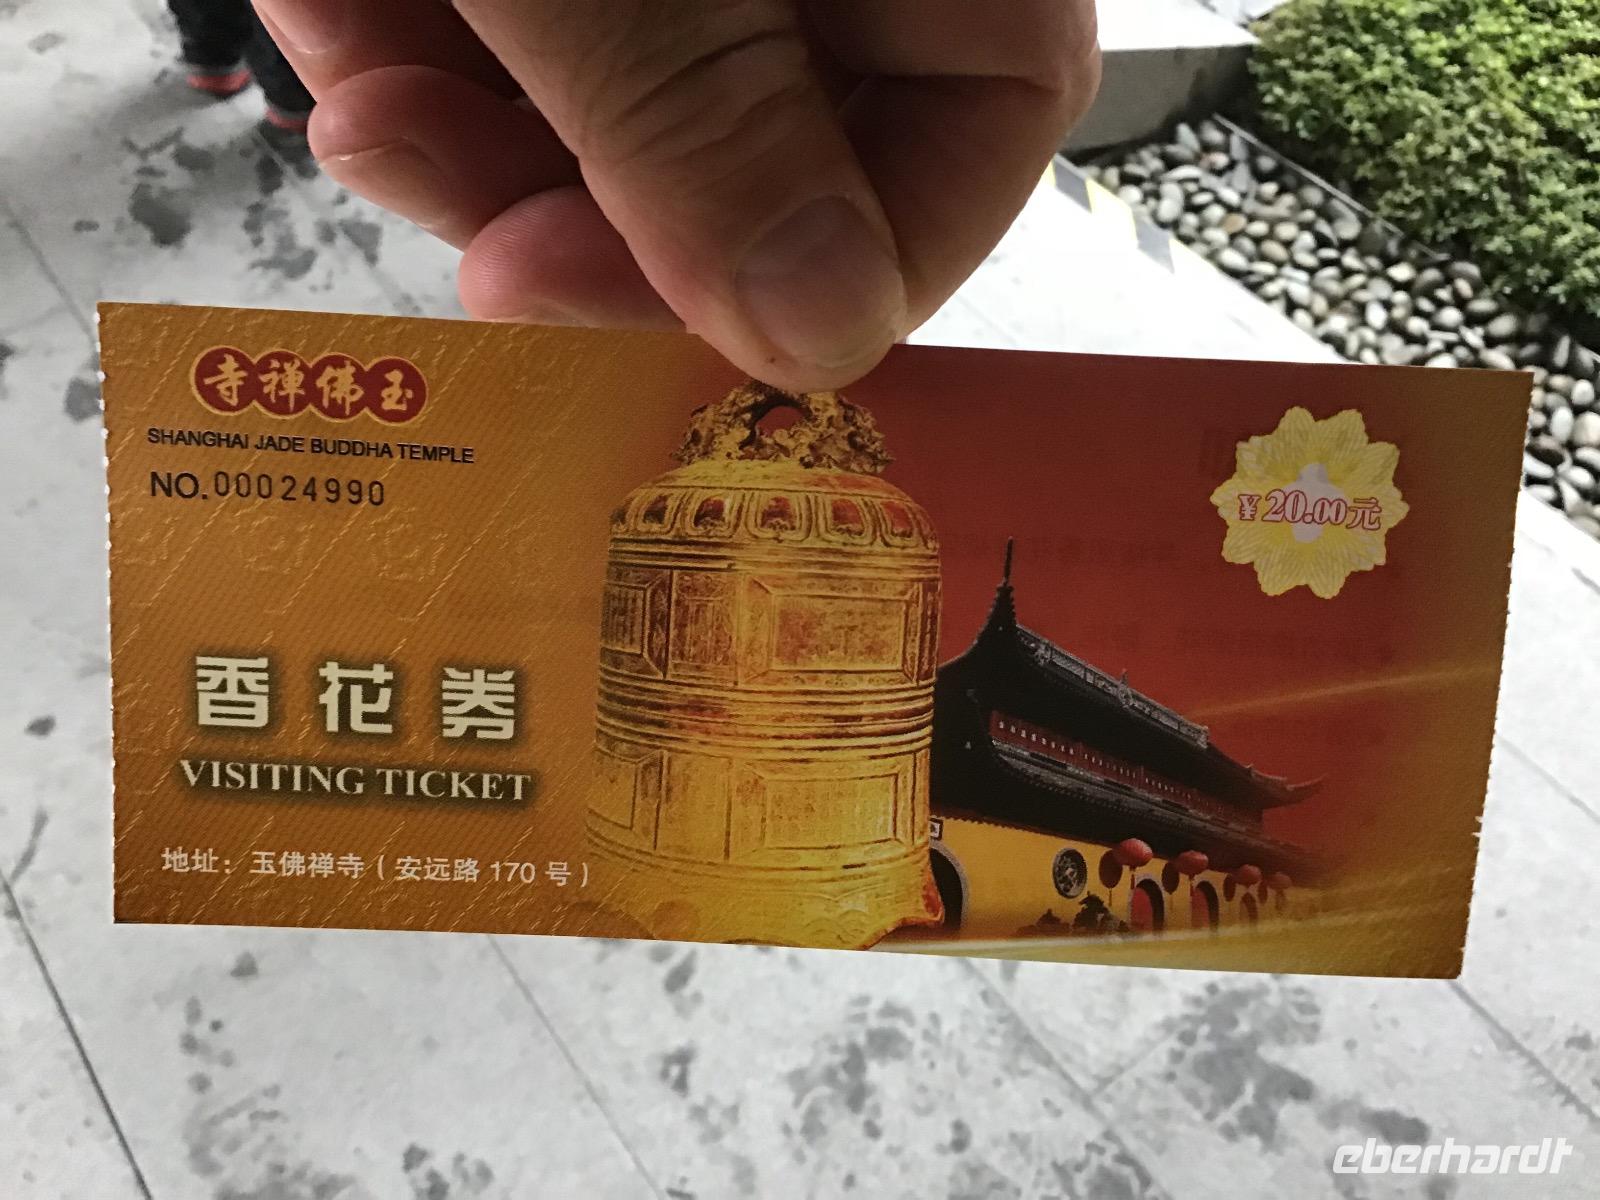 寺禅佛玉
SHANGHAI JADE BUDDHA TEMPLE
NO.00024990
¥20.00元
香花券
VISITING TICKET
地址：玉佛禅寺（安远路 170 号）
eberhardt